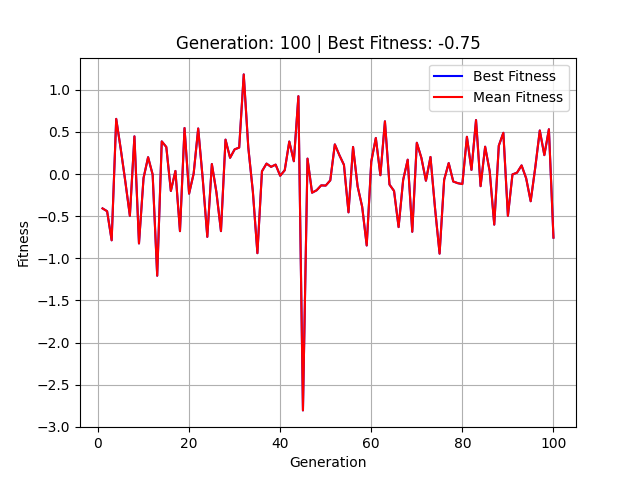 Generation: 100 | Best Fitness: -0.75
Best Fitness
Mean Fitness
1.0
0.5
0.0
−0.5
−1.0
−1.5
−2.0
−2.5
−3.0
Fitness
0 20 40 60 80 100
Generation